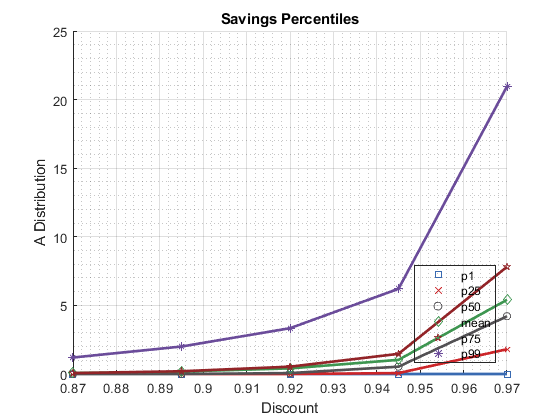 Savings Percentiles
25
20
15
10
5
0
A Distribution
p1
p25
p50
mean
p75
p99
0.87 0.88 0.89 0.9 0.91 0.92 0.93 0.94 0.95 0.96 0.97
Discount